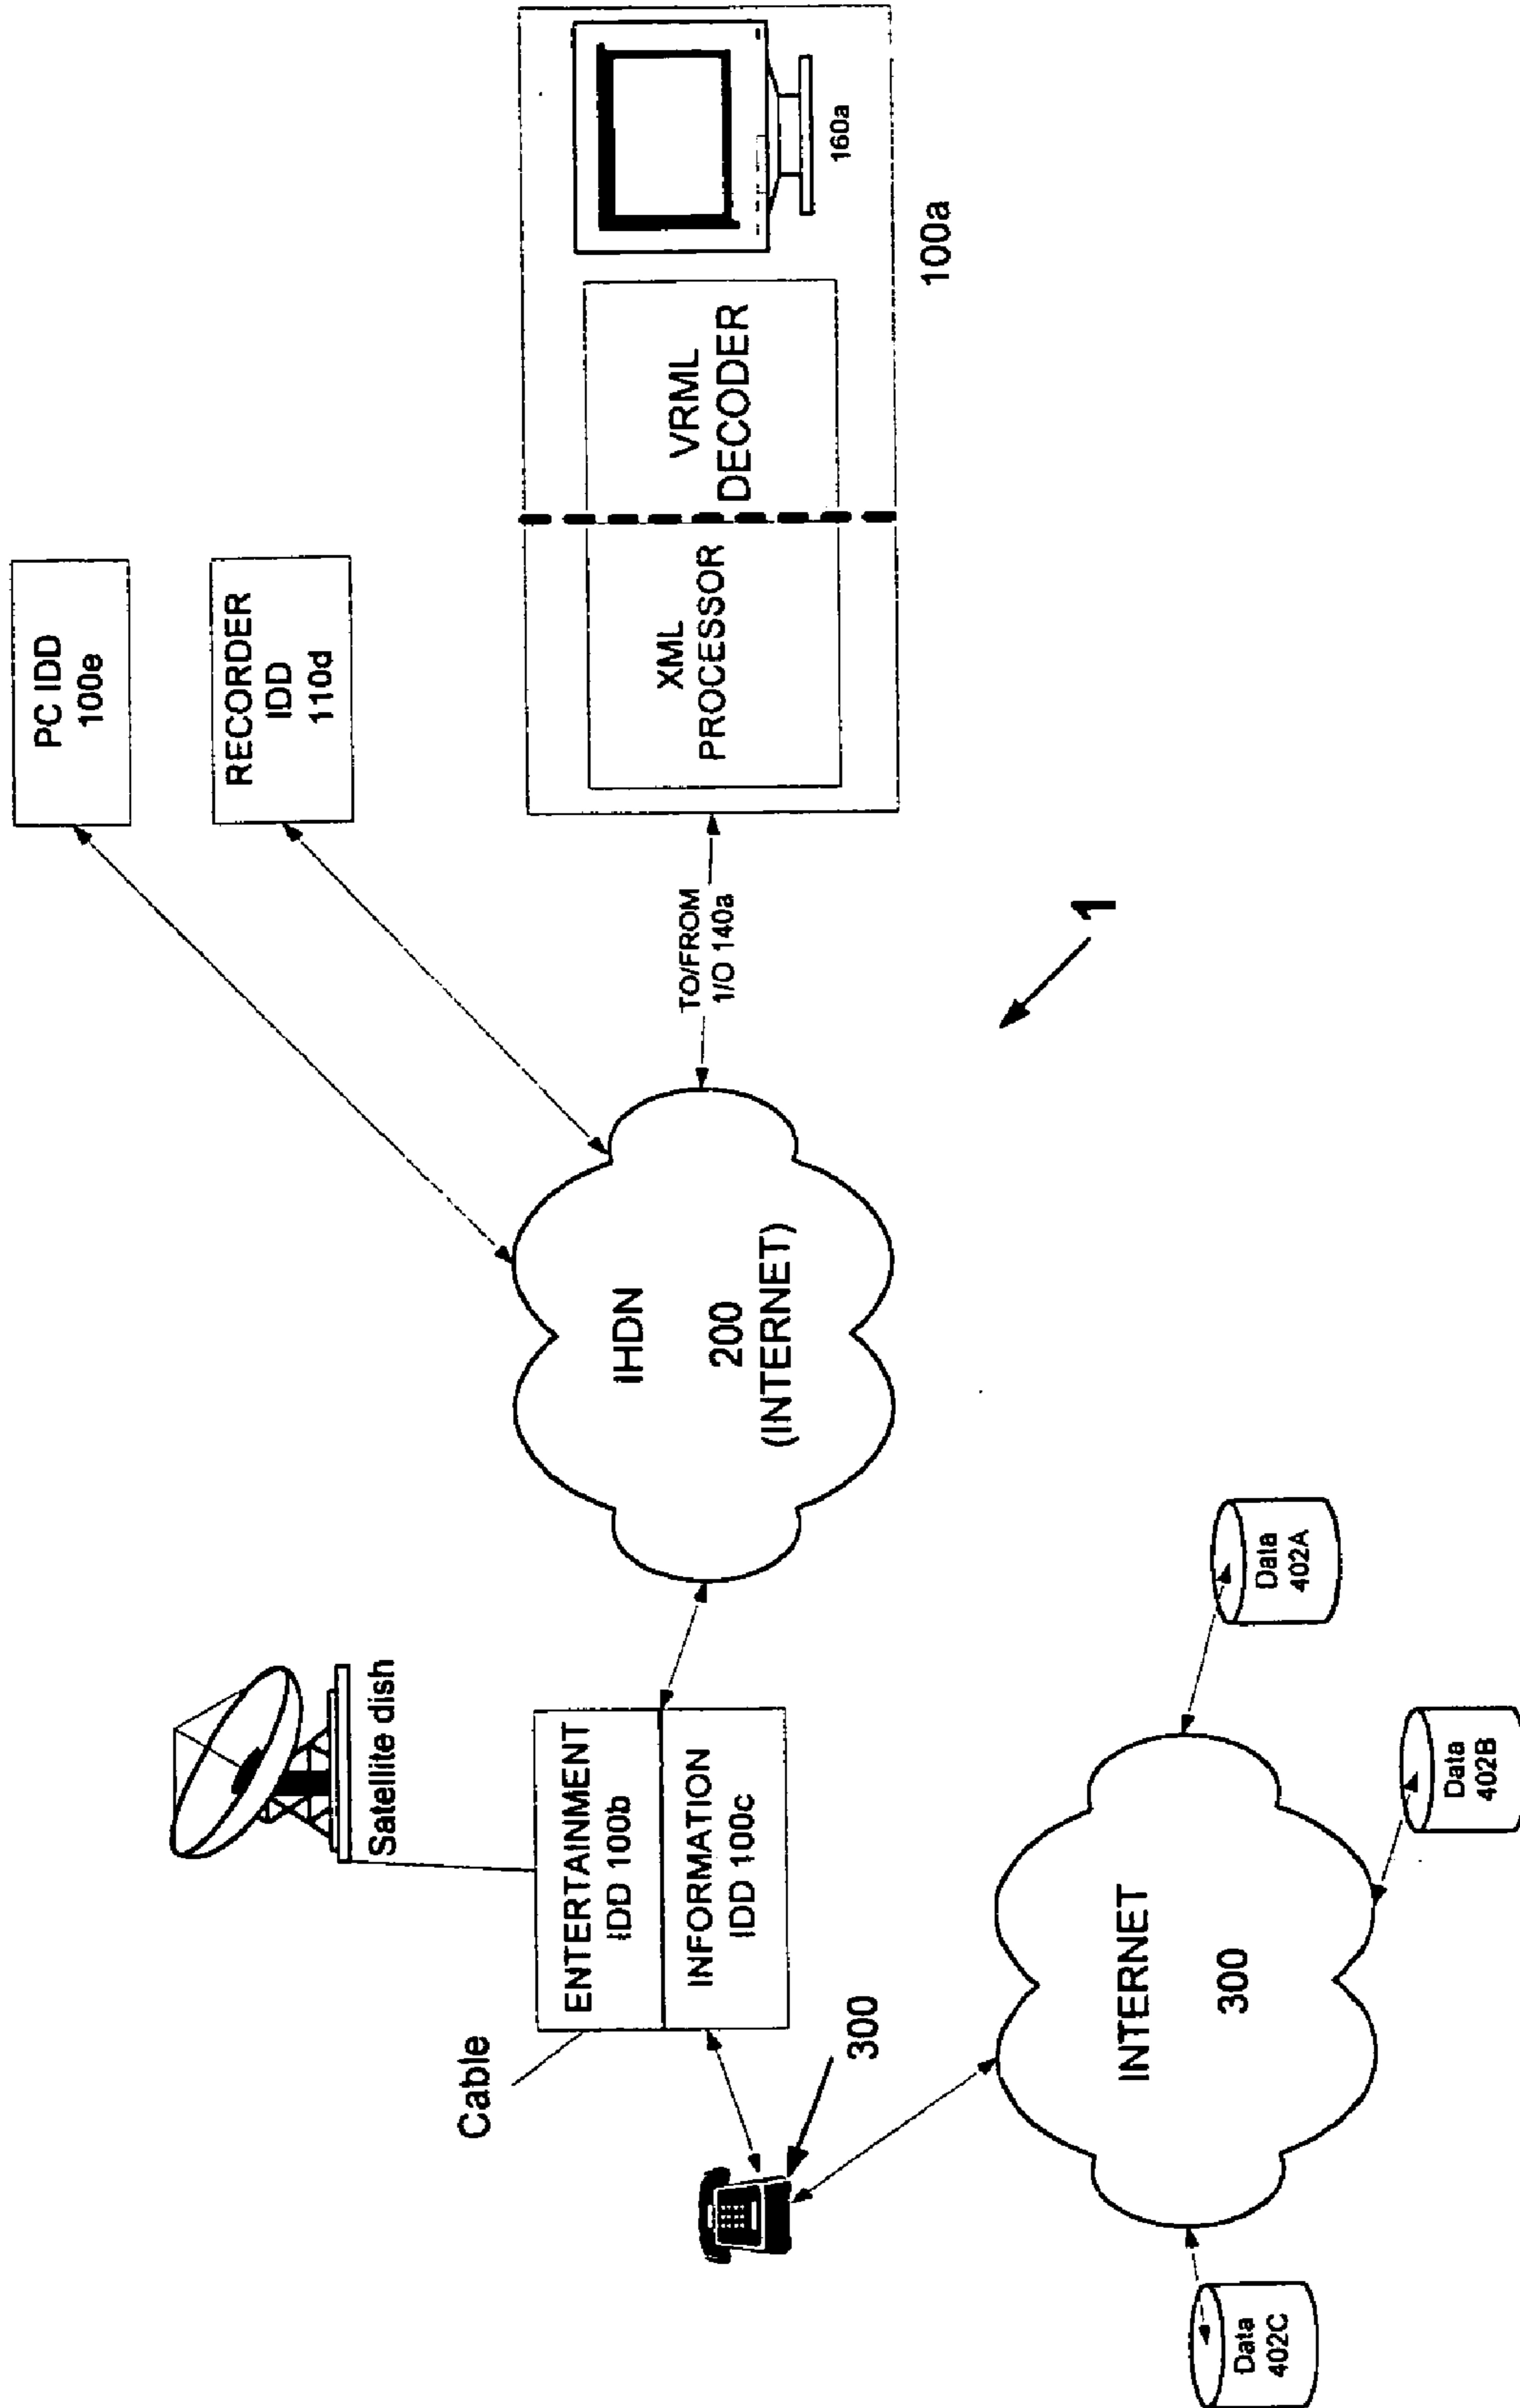 PC IDD
100e
RECORDER
IDD
110d
Satellite dish
Cable
ENTERTAINMENT
IDD 100b
INFORMATION
IDD 100c
IHDN
200
(INTERNET)
TO/FROM
1/O 140a
XML
PROCESSOR
VRML
DECODER
160a
100a
300
1
INTERNET
300
Data
402C
Data
402B
Data
402A